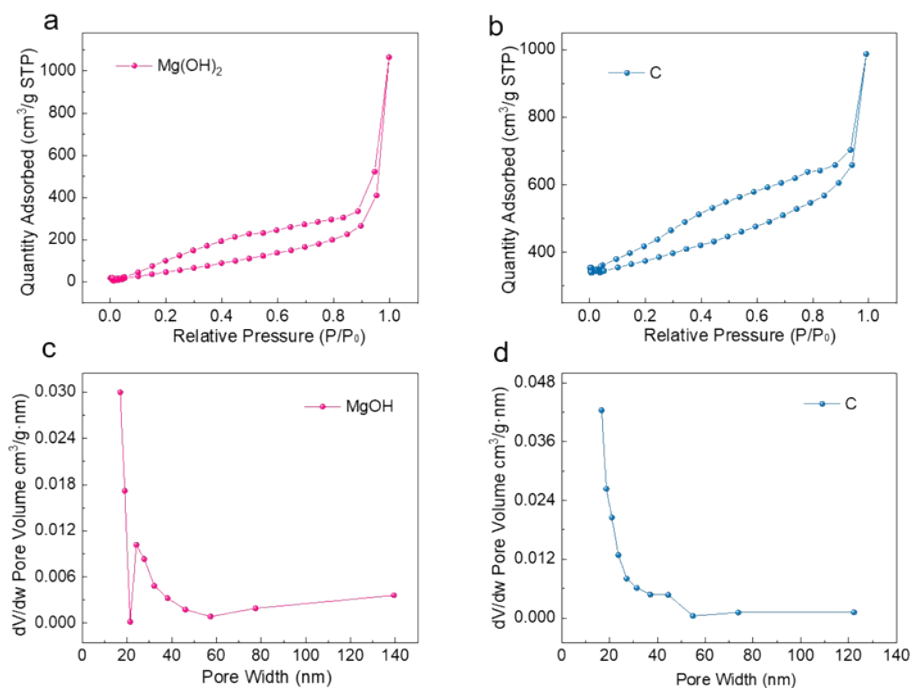 a
Mg(OH)₂
Quantity Adsorbed (cm³/g STP)
1000
800
600
400
200
0
0.0 0.2 0.4 0.6 0.8 1.0
Relative Pressure (P/P₀)
b
C
Quantity Adsorbed (cm³/g STP)
1000
800
600
400
0.0 0.2 0.4 0.6 0.8 1.0
Relative Pressure (P/P₀)
c
MgOH
dV/dw Pore Volume cm³/g·nm
0.030
0.024
0.018
0.012
0.006
0.000
0 20 40 60 80 100 120 140
Pore Width (nm)
d
C
dV/dw Pore Volume cm³/g·nm
0.048
0.036
0.024
0.012
0.000
0 20 40 60 80 100 120 140
Pore Width (nm)